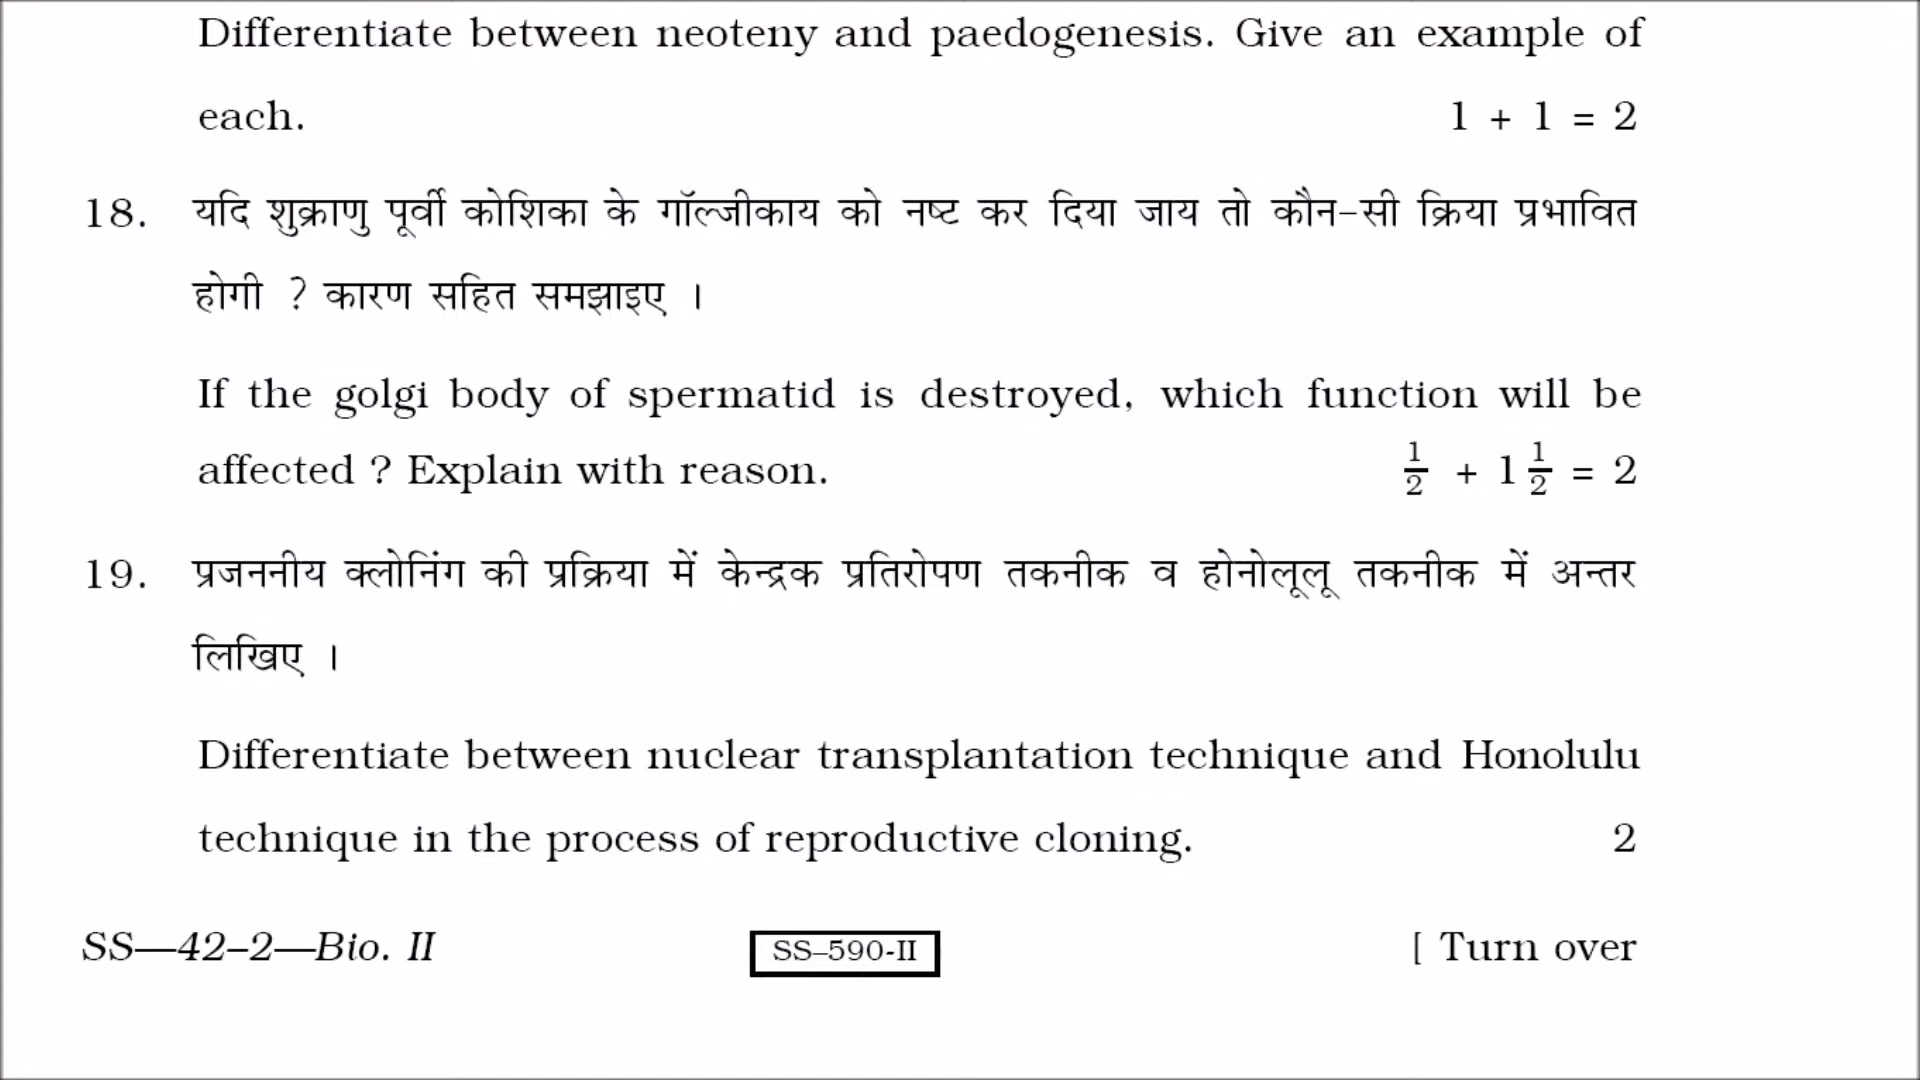 Differentiate between neoteny and paedogenesis. Give an example of
each. 1 + 1 = 2
18. यदि शुक्राणु पूर्वी कोशिका के गॉल्जीकाय को नष्ट कर दिया जाय तो कौन-सी क्रिया प्रभावित
होगी ? कारण सहित समझाइए ।
If the golgi body of spermatid is destroyed, which function will be
affected ? Explain with reason. 1/2 + 1 1/2 = 2
19. प्रजननीय क्लोनिंग की प्रक्रिया में केन्द्रक प्रतिरोपण तकनीक व होनोलूलू तकनीक में अन्तर
लिखिए ।
Differentiate between nuclear transplantation technique and Honolulu
technique in the process of reproductive cloning. 2
SS—42–2—Bio. II SS–590-II [ Turn over